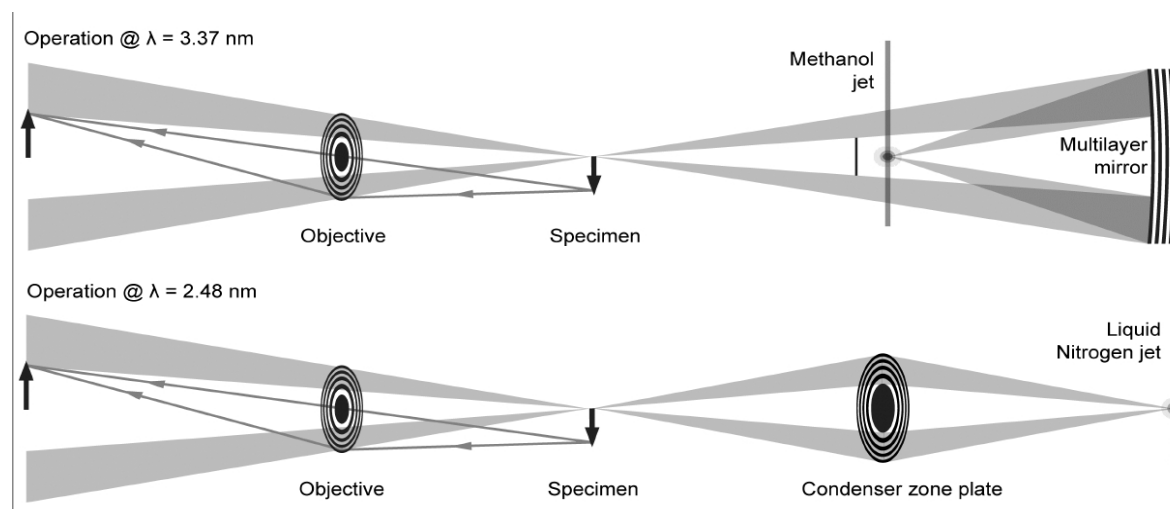 Operation @ λ = 3.37 nm
Methanol
jet
Multilayer
mirror
Objective
Specimen
Operation @ λ = 2.48 nm
Liquid
Nitrogen jet
Objective
Specimen
Condenser zone plate